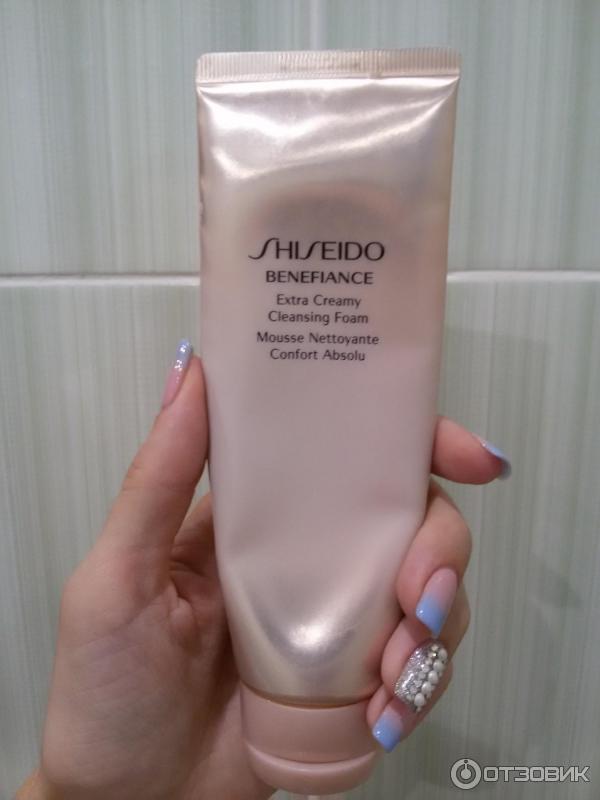 SHISEIDO
BENEFIANCE
Extra Creamy
Cleansing Foam
Mousse Nettoyante
Confort Absolu
ОТЗОВИК